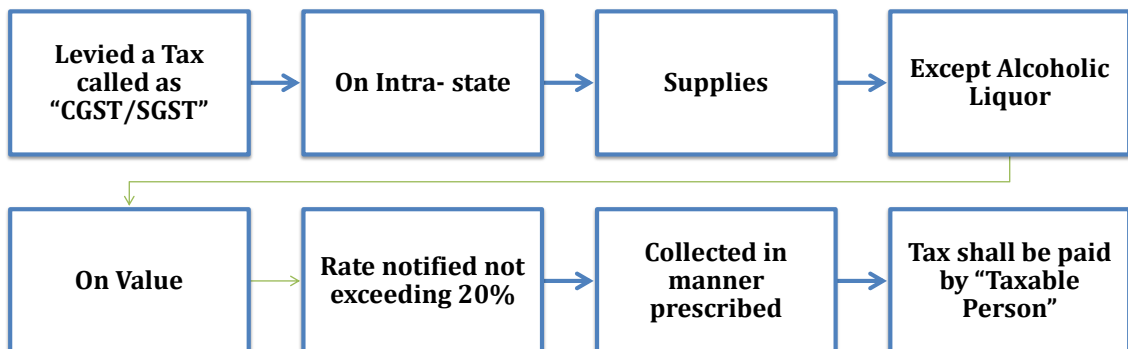 Levied a Tax
called as
“CGST/SGST”
On Intra- state
Supplies
Except Alcoholic
Liquor
On Value
Rate notified not
exceeding 20%
Collected in
manner
prescribed
Tax shall be paid
by “Taxable
Person”